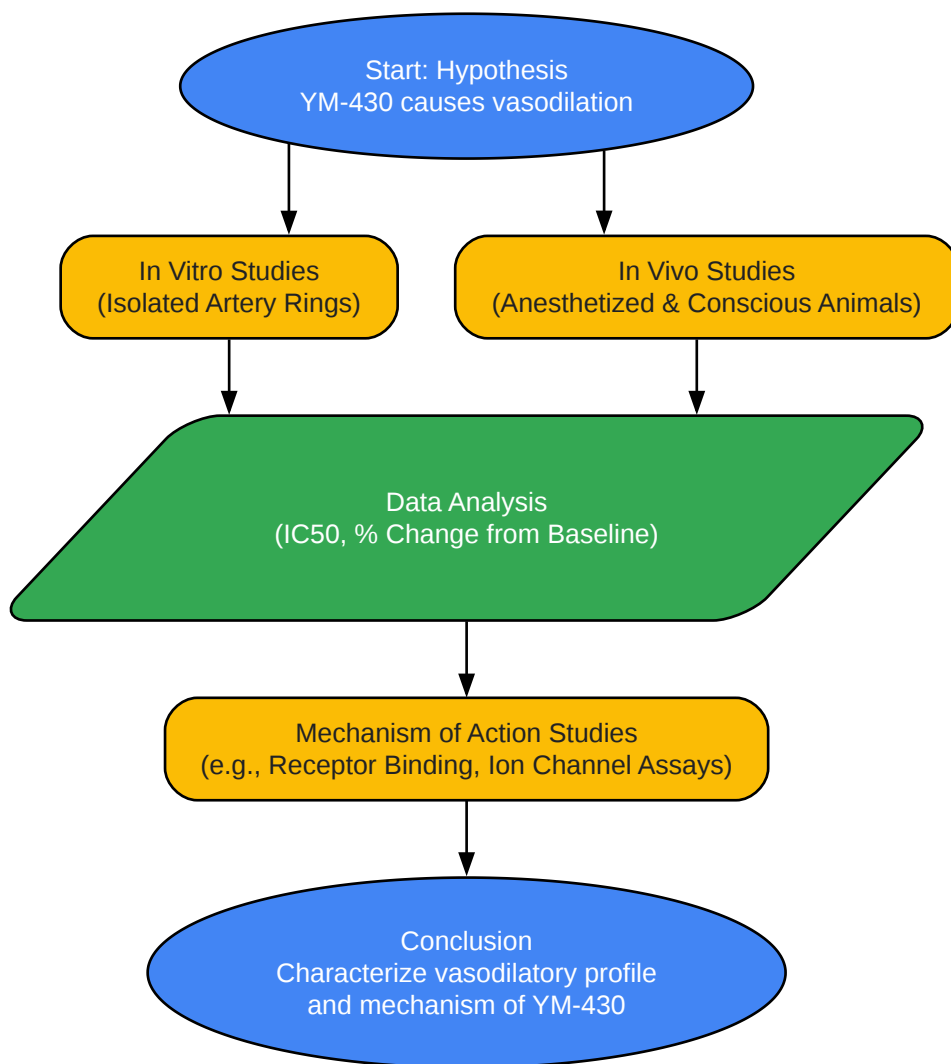 Start: Hypothesis
YM-430 causes vasodilation
In Vitro Studies
(Isolated Artery Rings)
In Vivo Studies
(Anesthetized & Conscious Animals)
Data Analysis
(IC50, % Change from Baseline)
Mechanism of Action Studies
(e.g., Receptor Binding, Ion Channel Assays)
Conclusion
Characterize vasodilatory profile
and mechanism of YM-430